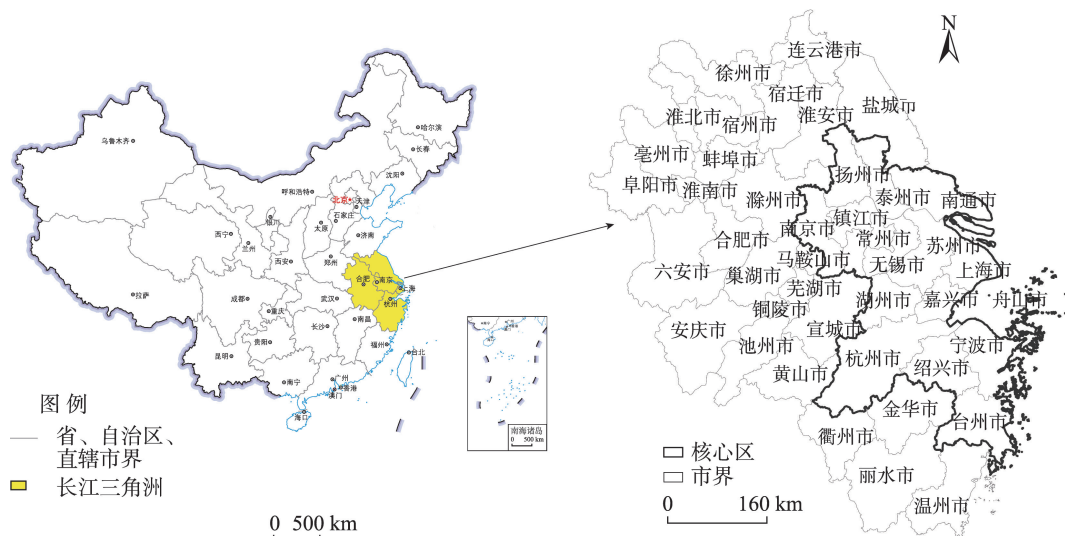 哈尔滨
乌鲁木齐
长春
沈阳
呼和浩特
北京
天津
银川
石家庄
太原
西宁
济南
兰州
西安
郑州
拉萨
合肥
南京
上海
成都
武汉
杭州
重庆
南昌
长沙
贵阳
福州
昆明
台北
南宁
广州
香港
澳门
海口
南海诸岛
0 500 km
图 例
省、自治区、
直辖市界
长江三角洲
0 500 km
N
连云港市
徐州市
宿迁市
盐城市
淮北市
宿州市
淮安市
亳州市
蚌埠市
扬州市
阜阳市
淮南市
滁州市
泰州市
南通市
镇江市
南京市
合肥市
常州市
苏州市
马鞍山市
无锡市
六安市
巢湖市
上海市
芜湖市
湖州市
嘉兴市
舟山市
铜陵市
安庆市
宣城市
池州市
杭州市
宁波市
绍兴市
黄山市
金华市
台州市
衢州市
丽水市
温州市
核心区
市界
0 160 km